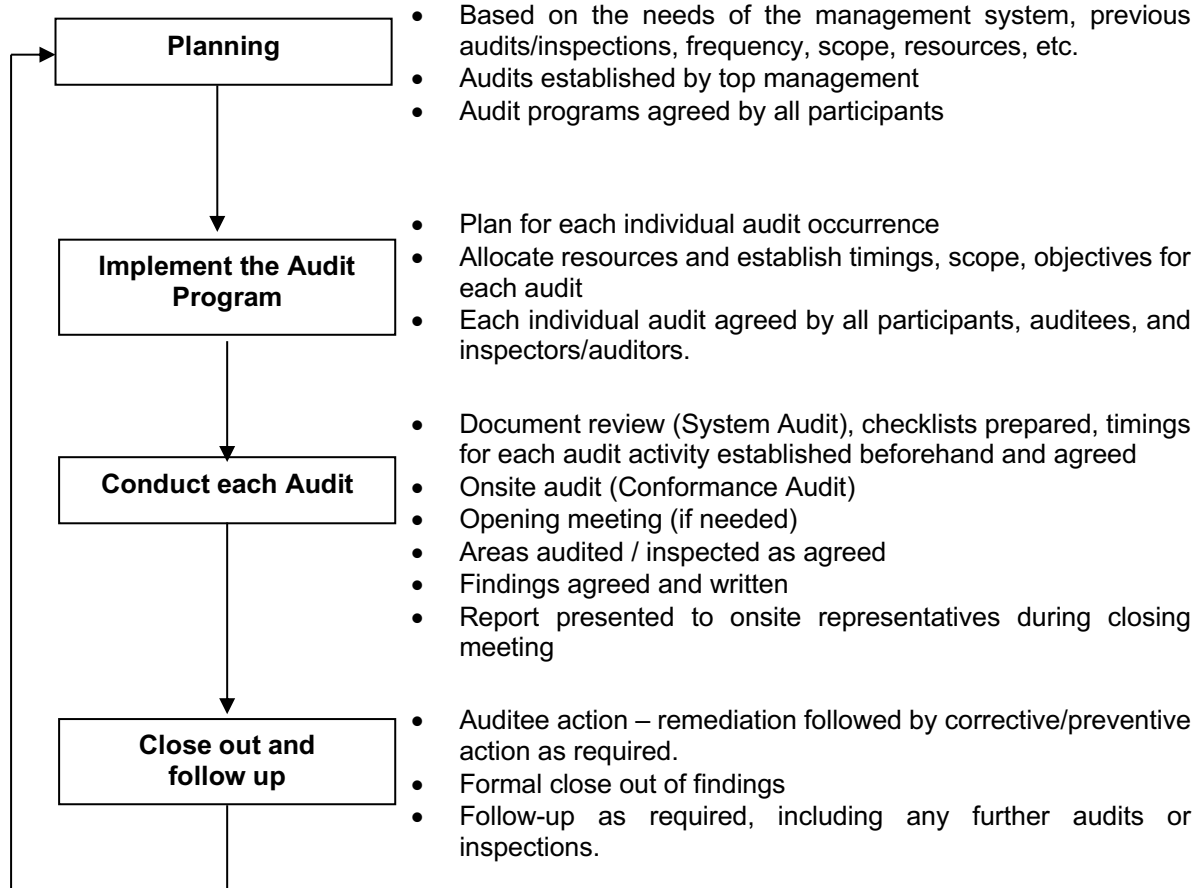 Planning
• Based on the needs of the management system, previous
audits/inspections, frequency, scope, resources, etc.
• Audits established by top management
• Audit programs agreed by all participants
Implement the Audit
Program
• Plan for each individual audit occurrence
• Allocate resources and establish timings, scope, objectives for
each audit
• Each individual audit agreed by all participants, auditees, and
inspectors/auditors.
Conduct each Audit
• Document review (System Audit), checklists prepared, timings
for each audit activity established beforehand and agreed
• Onsite audit (Conformance Audit)
• Opening meeting (if needed)
• Areas audited / inspected as agreed
• Findings agreed and written
• Report presented to onsite representatives during closing
meeting
Close out and
follow up
• Auditee action – remediation followed by corrective/preventive
action as required.
• Formal close out of findings
• Follow-up as required, including any further audits or
inspections.